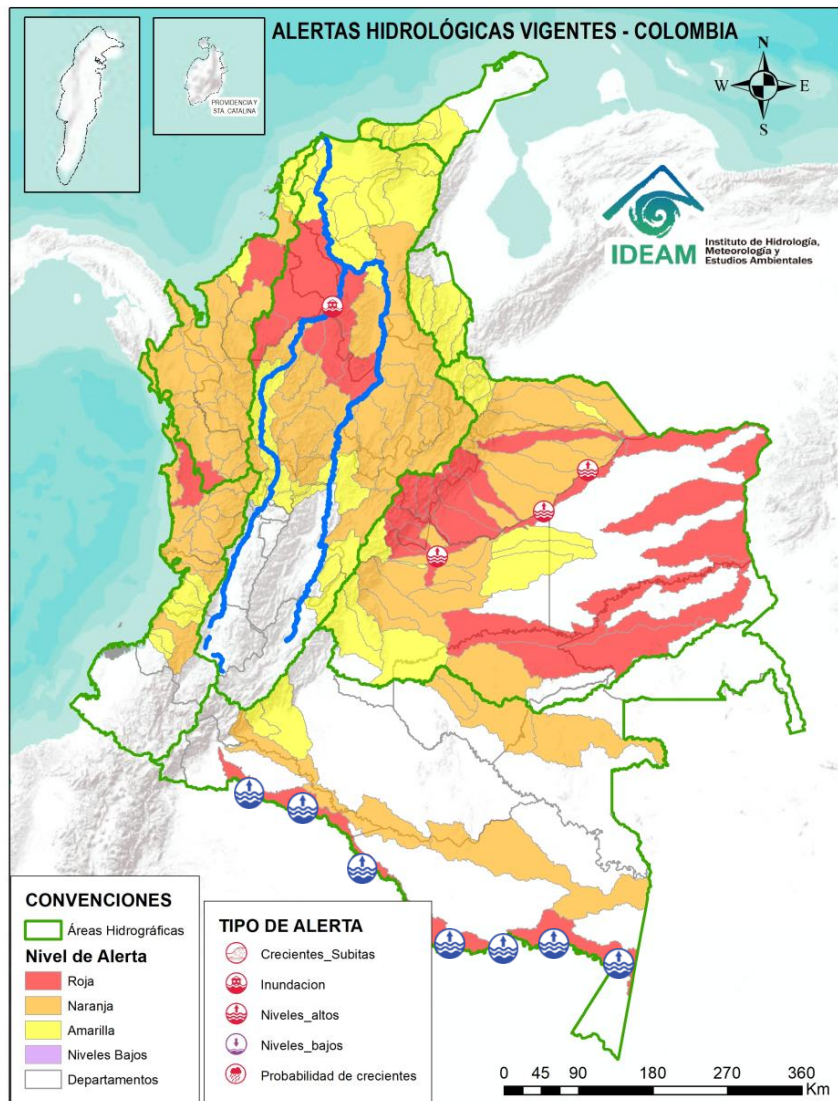 ALERTAS HIDROLÓGICAS VIGENTES - COLOMBIA
PROVIDENCIA Y
STA. CATALINA
N
W
E
S
IDEAM
Instituto de Hidrología,
Meteorología y
Estudios Ambientales
CONVENCIONES
Áreas Hidrográficas
Nivel de Alerta
Roja
Naranja
Amarilla
Niveles Bajos
Departamentos
TIPO DE ALERTA
Crecientes_Subitas
Inundacion
Niveles_altos
Niveles_bajos
Probabilidad de crecientes
0 45 90 180 270 360
Km